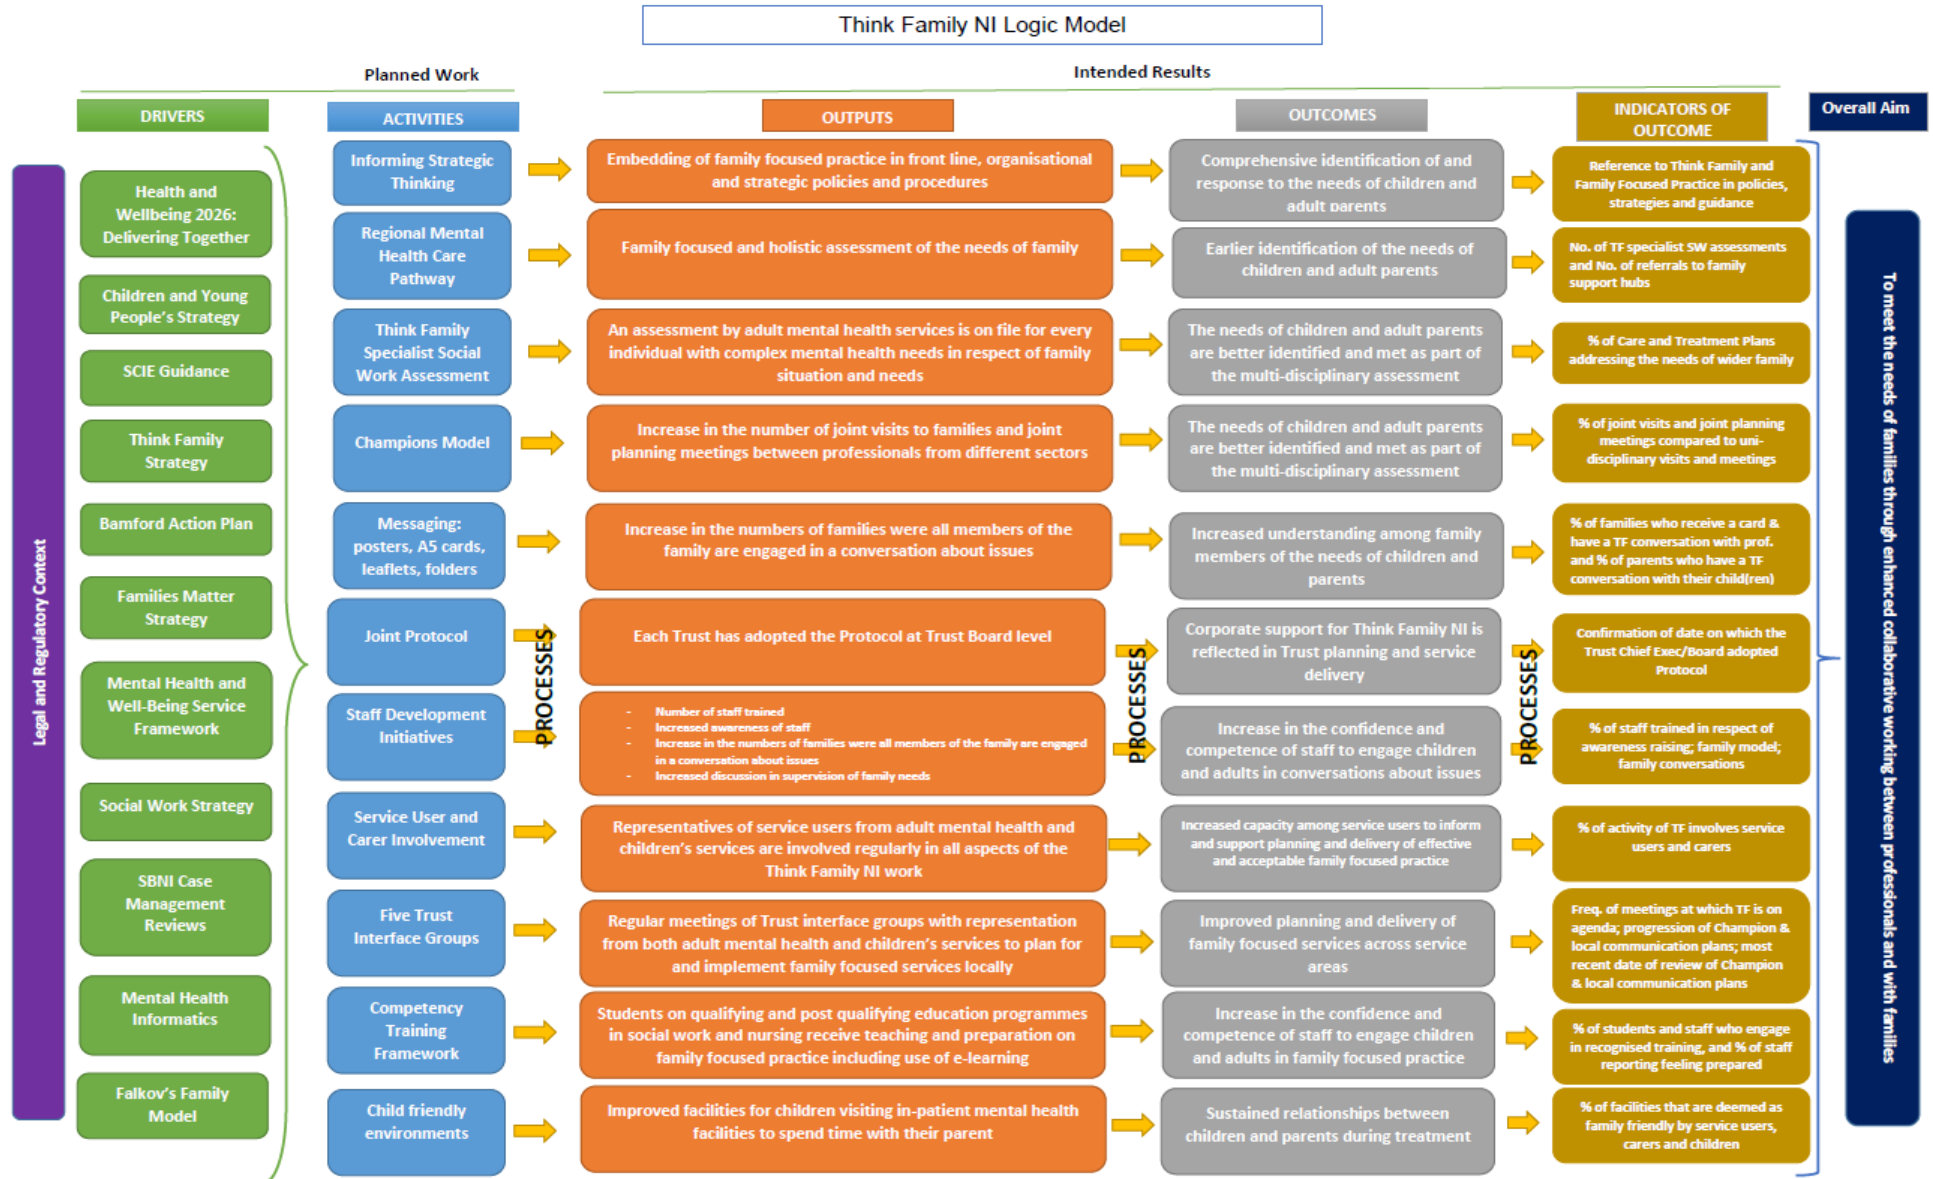 Think Family NI Logic Model
Planned Work
Intended Results
DRIVERS
ACTIVITIES
OUTPUTS
OUTCOMES
INDICATORS OF
OUTCOME
Overall Aim
Legal and Regulatory Context
Health and
Wellbeing 2026:
Delivering Together
Children and Young
People's Strategy
SCIE Guidance
Think Family
Strategy
Bamford Action Plan
Families Matter
Strategy
Mental Health and
Well-Being Service
Framework
Social Work Strategy
SBNI Case
Management
Reviews
Mental Health
Informatics
Falkov's Family
Model
Informing Strategic
Thinking
Embedding of family focused practice in front line, organisational
and strategic policies and procedures
Comprehensive identification of and
response to the needs of children and
adult parents
Reference to Think Family and
Family Focused Practice in policies,
strategies and guidance
Regional Mental
Health Care
Pathway
Family focused and holistic assessment of the needs of family
Earlier identification of the needs of
children and adult parents
No. of TF specialist SW assessments
and No. of referrals to family
support hubs
Think Family
Specialist Social
Work Assessment
An assessment by adult mental health services is on file for every
individual with complex mental health needs in respect of family
situation and needs
The needs of children and adult parents
are better identified and met as part of
the multi-disciplinary assessment
% of Care and Treatment Plans
addressing the needs of wider family
Champions Model
Increase in the number of joint visits to families and joint
planning meetings between professionals from different sectors
The needs of children and adult parents
are better identified and met as part of
the multi-disciplinary assessment
% of joint visits and joint planning
meetings compared to uni-
disciplinary visits and meetings
Messaging:
posters, A5 cards,
leaflets, folders
Increase in the numbers of families were all members of the
family are engaged in a conversation about issues
Increased understanding among family
members of the needs of children and
parents
% of families who receive a card &
have a TF conversation with prof.
and % of parents who have a TF
conversation with their child(ren)
Joint Protocol
Each Trust has adopted the Protocol at Trust Board level
Corporate support for Think Family NI is
reflected in Trust planning and service
delivery
Confirmation of date on which the
Trust Chief Exec/Board adopted
Protocol
PROCESSES
PROCESSES
PROCESSES
Staff Development
Initiatives
- Number of staff trained
- Increased awareness of staff
- Increase in the numbers of families were all members of the family are engaged
in a conversation about issues
- Increased discussion in supervision of family needs
Increase in the confidence and
competence of staff to engage children
and adults in conversations about issues
% of staff trained in respect of
awareness raising; family model;
family conversations
Service User and
Carer Involvement
Representatives of service users from adult mental health and
children's services are involved regularly in all aspects of the
Think Family NI work
Increased capacity among service users to inform
and support planning and delivery of effective
and acceptable family focused practice
% of activity of TF involves service
users and carers
Five Trust
Interface Groups
Regular meetings of Trust interface groups with representation
from both adult mental health and children's services to plan for
and implement family focused services locally
Improved planning and delivery of
family focused services across service
areas
Freq. of meetings at which TF is on
agenda; progression of Champion &
local communication plans; most
recent date of review of Champion
& local communication plans
Competency
Training
Framework
Students on qualifying and post qualifying education programmes
in social work and nursing receive teaching and preparation on
family focused practice including use of e-learning
Increase in the confidence and
competence of staff to engage children
and adults in family focused practice
% of students and staff who engage
in recognised training, and % of staff
reporting feeling prepared
Child friendly
environments
Improved facilities for children visiting in-patient mental health
facilities to spend time with their parent
Sustained relationships between
children and parents during treatment
% of facilities that are deemed as
family friendly by service users,
carers and children
To meet the needs of families through enhanced collaborative working between professionals and with families